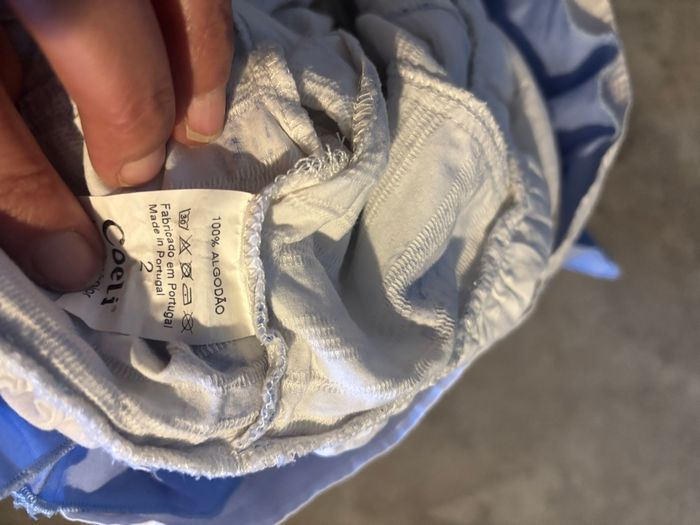 100% ALGODÃO
30
Fabricado em Portugal
Made in Portugal
2
Coeli